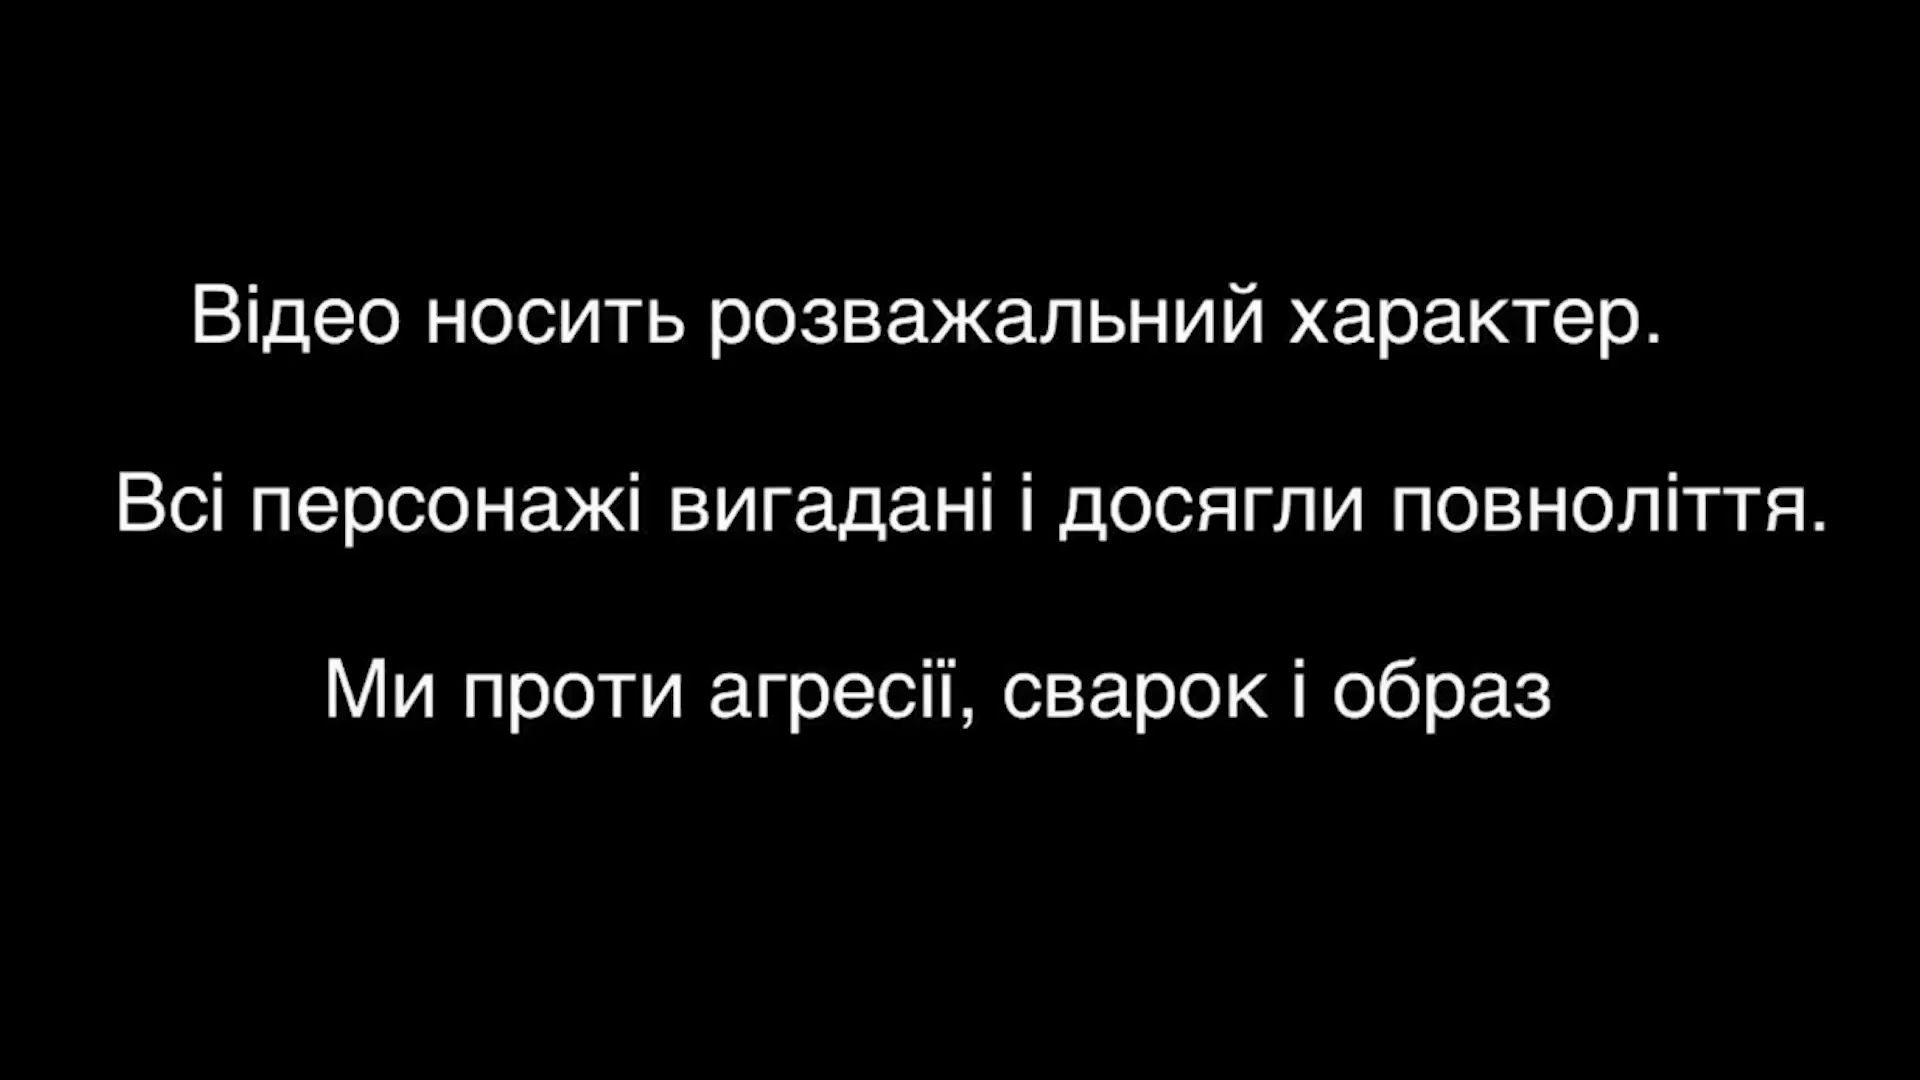 Відео носить розважальний характер.
Всі персонажі вигадані і досягли повноліття.
Ми проти агресії, сварок і образ